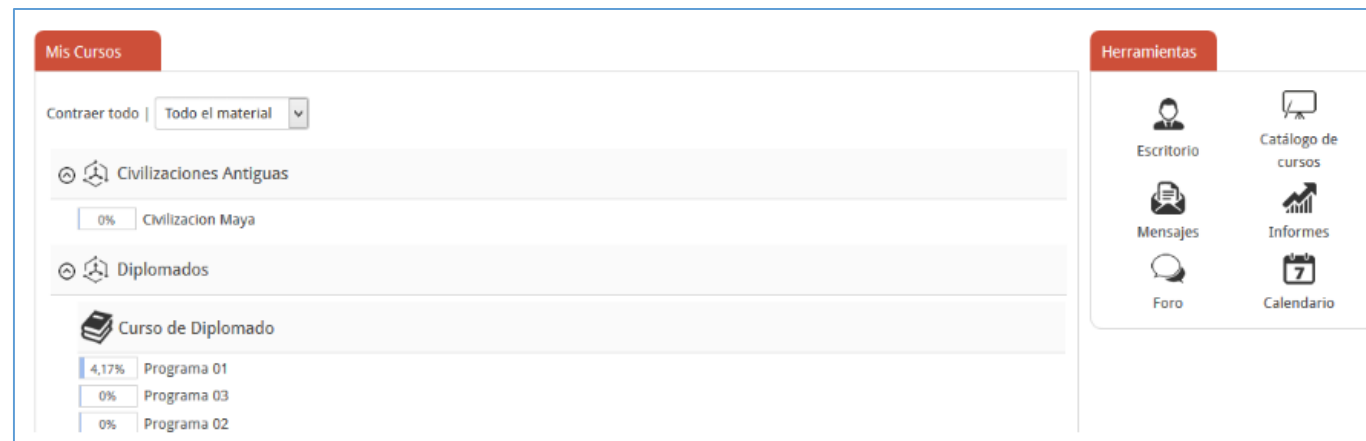 Mis Cursos
Contraer todo | Todo el material
Civilizaciones Antiguas
0% Civilizacion Maya
Diplomados
Curso de Diplomado
4,17% Programa 01
0% Programa 03
0% Programa 02
Herramientas
Escritorio
Catálogo de
cursos
Mensajes
Informes
Foro
7
Calendario